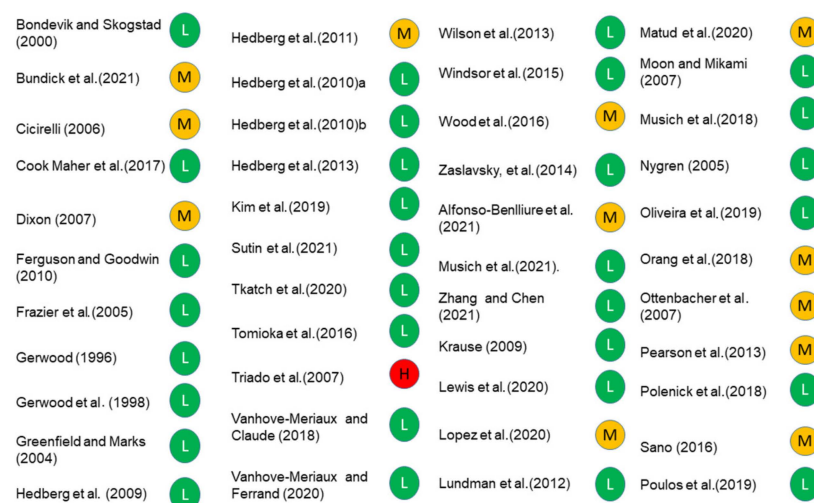 Bondevik and Skogstad
(2000)
L
Bundick et al.(2021)
M
Cicirelli (2006)
M
Cook Maher et al.(2017)
L
Dixon (2007)
M
Ferguson and Goodwin
(2010)
L
Frazier et al.(2005)
L
Gerwood (1996)
L
Gerwood et al. (1998)
L
Greenfield and Marks
(2004)
L
Hedberg et al. (2009)
L
Hedberg et al.(2011)
M
Hedberg et al.(2010)a
L
Hedberg et al.(2010)b
L
Hedberg et al.(2013)
L
Kim et al.(2019)
L
Sutin et al.(2021)
L
Tkatch et al.(2020)
L
Tomioka et al.(2016)
L
Triado et al.(2007)
H
Vanhove-Meriaux and
Claude (2018)
L
Vanhove-Meriaux and
Ferrand (2020)
L
Wilson et al.(2013)
L
Windsor et al.(2015)
L
Wood et al.(2016)
M
Zaslavsky, et al.(2014)
L
Alfonso-Benlliure et al.
(2021)
M
Musich et al.(2021).
L
Zhang and Chen
(2021)
L
Krause (2009)
L
Lewis et al.(2020)
L
Lopez et al.(2020)
M
Lundman et al.(2012)
L
Matud et al.(2020)
M
Moon and Mikami
(2007)
L
Musich et al.(2018)
L
Nygren (2005)
L
Oliveira et al.(2019)
L
Orang et al.(2018)
M
Ottenbacher et al.
(2007)
M
Pearson et al.(2013)
M
Polenick et al.(2018)
L
Sano (2016)
M
Poulos et al.(2019)
L